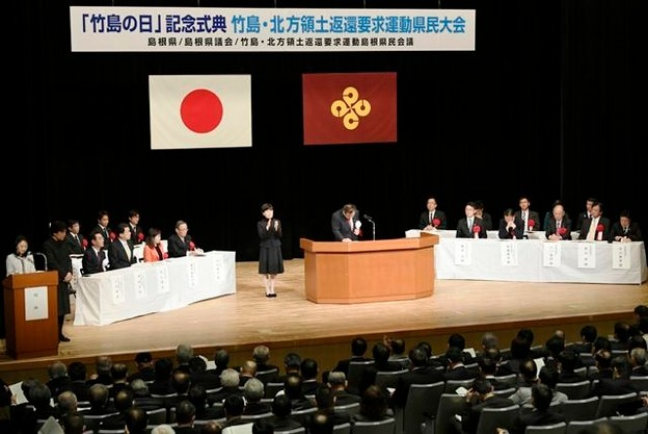 「竹島の日」記念式典 竹島・北方領土返還要求運動県民大会
島根県/島根県議会/竹島・北方領土返還要求運動島根県民会議